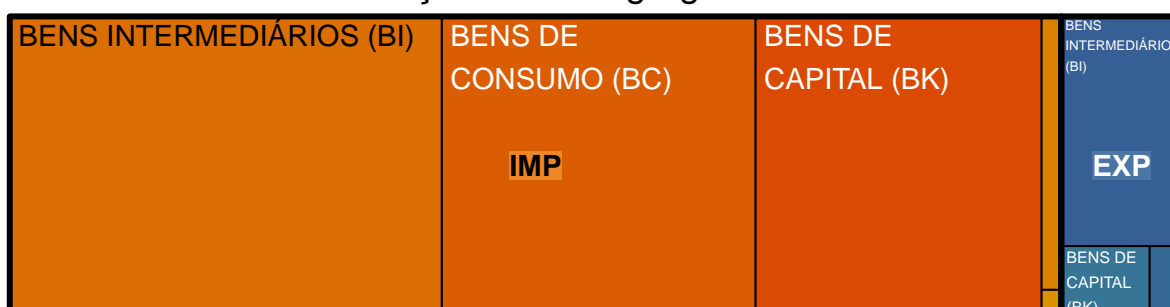 BENS INTERMEDIÁRIOS (BI)
BENS DE
CONSUMO (BC)
BENS DE
CAPITAL (BK)
IMP
BENS
INTERMEDIÁRIO
(BI)
EXP
BENS DE
CAPITAL
(BK)